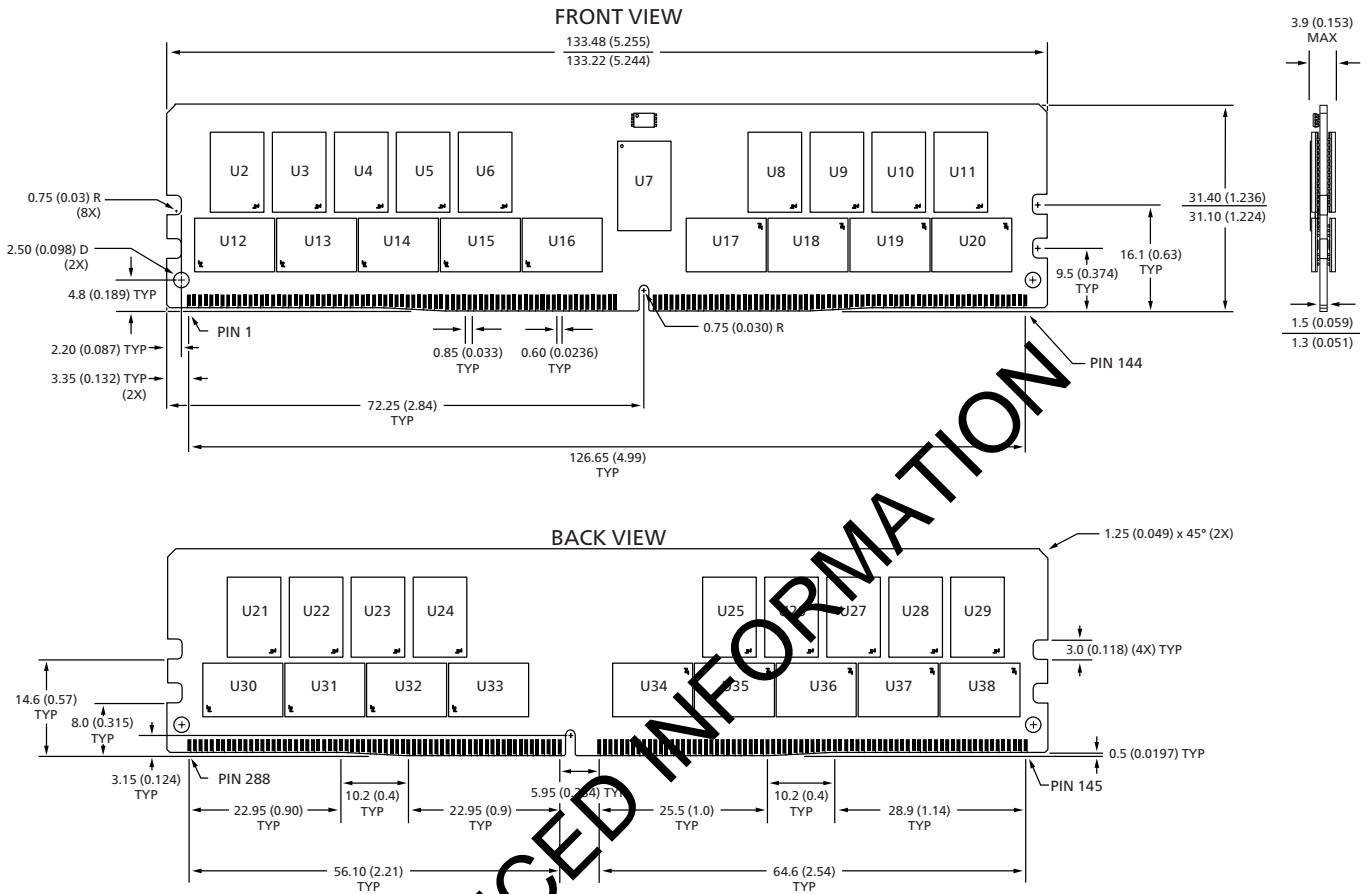 FRONT VIEW
133.48 (5.255)
133.22 (5.244)
3.9 (0.153)
MAX
U2
U3
U4
U5
U6
U7
U8
U9
U10
U11
0.75 (0.03) R
(8X)
U12
U13
U14
U15
U16
U17
U18
U19
U20
31.40 (1.236)
31.10 (1.224)
16.1 (0.63)
TYP
9.5 (0.374)
TYP
2.50 (0.098) D
(2X)
4.8 (0.189) TYP
PIN 1
0.75 (0.030) R
1.5 (0.059)
1.3 (0.051)
2.20 (0.087) TYP
0.85 (0.033)
TYP
0.60 (0.0236)
TYP
PIN 144
3.35 (0.132) TYP
(2X)
72.25 (2.84)
TYP
126.65 (4.99)
TYP
BACK VIEW
1.25 (0.049) x 45° (2X)
U21
U22
U23
U24
U25
U27
U28
U29
3.0 (0.118) (4X) TYP
U30
U31
U32
U33
U34
U35
U36
U37
U38
14.6 (0.57)
TYP
8.0 (0.315)
TYP
0.5 (0.0197) TYP
3.15 (0.124)
TYP
PIN 288
PIN 145
22.95 (0.90)
TYP
10.2 (0.4)
TYP
22.95 (0.9)
TYP
5.95 TYP
25.5 (1.0)
TYP
10.2 (0.4)
TYP
28.9 (1.14)
TYP
56.10 (2.21)
TYP
64.6 (2.54)
TYP
INFORMATION